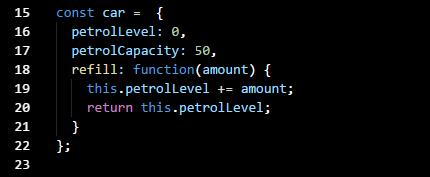 15 const car =  {
16   petrolLevel: 0,
17   petrolCapacity: 50,
18   refill: function(amount) {
19     this.petrolLevel += amount;
20     return this.petrolLevel;
21   }
22 };
23